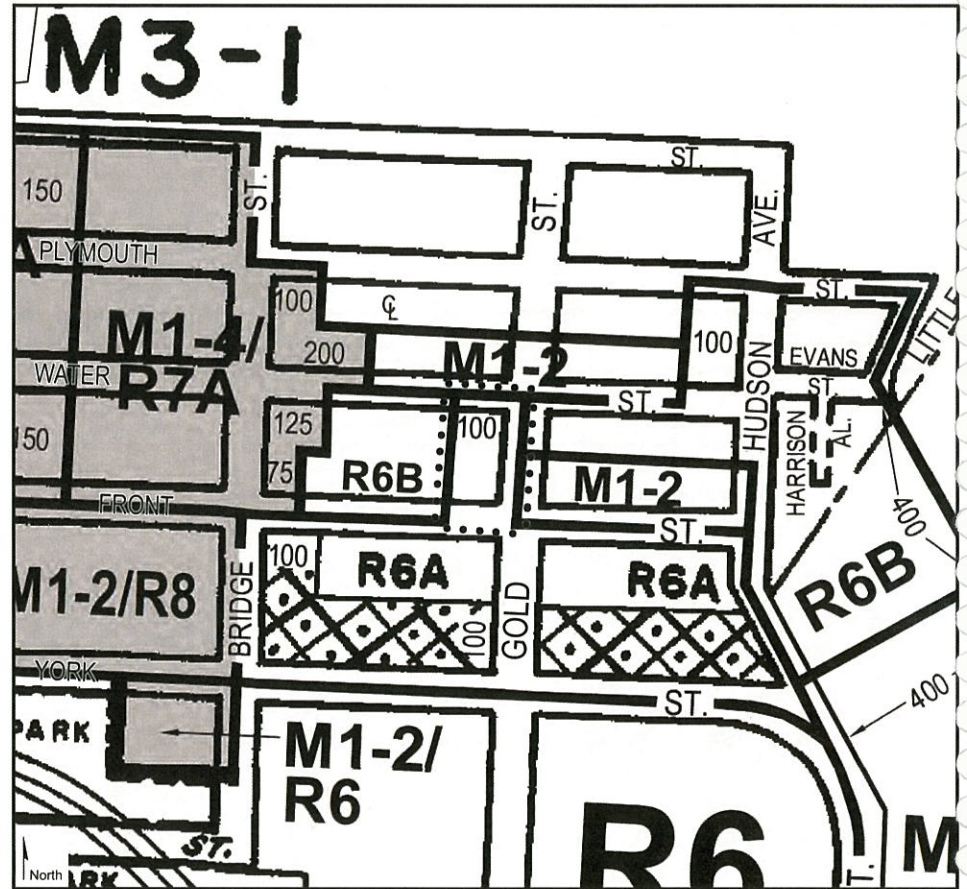 M3-1
ST.
150
ST.
ST.
AVE.
PLYMOUTH
100
℄
ST.
LITTLE
M1-4/
R7A
200
M1-2
100
EVANS
WATER
ST.
ST.
HUDSON
150
125
100
HARRISON
AL.
75
R6B
M1-2
400
FRONT
ST.
R6B
M1-2/R8
BRIDGE
100
R6A
GOLD
R6A
100
YORK
ST.
400
PARK
M1-2/
R6
R6
M
ST.
North